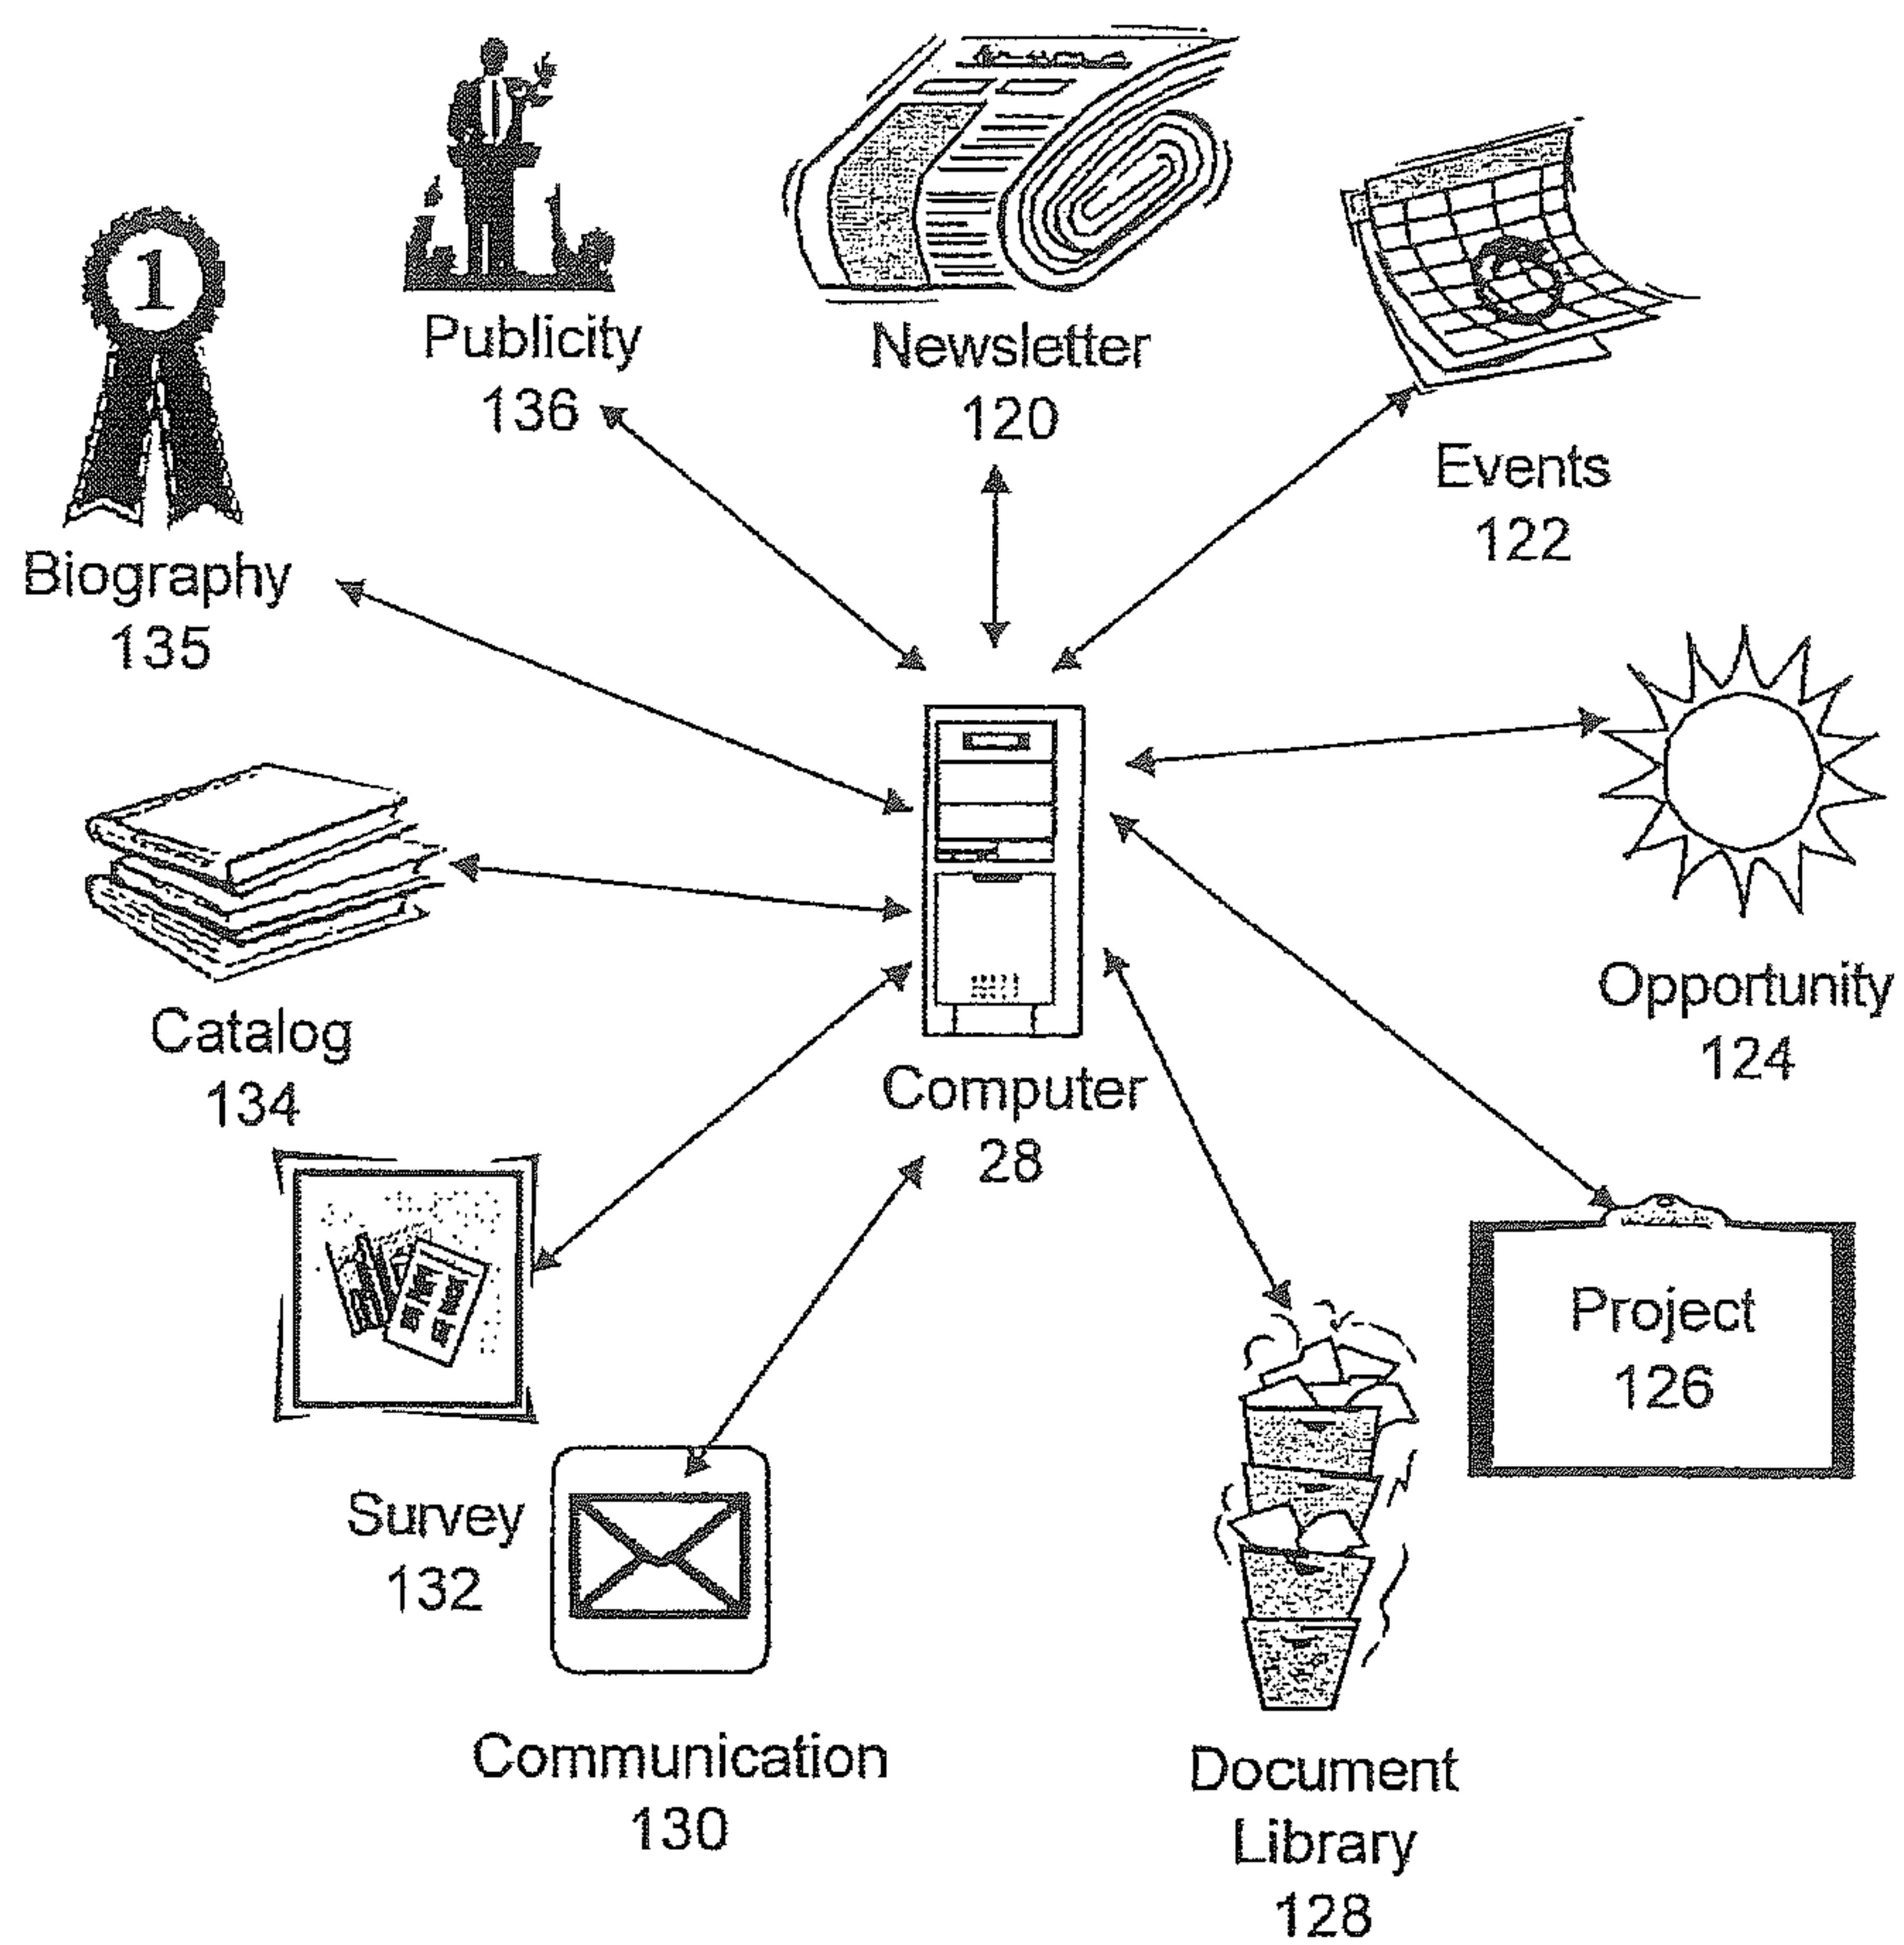 1
Publicity
136
Newsletter
120
Events
122
Biography
135
Opportunity
124
Catalog
134
Computer
28
Project
126
Survey
132
Communication
130
Document
Library
128